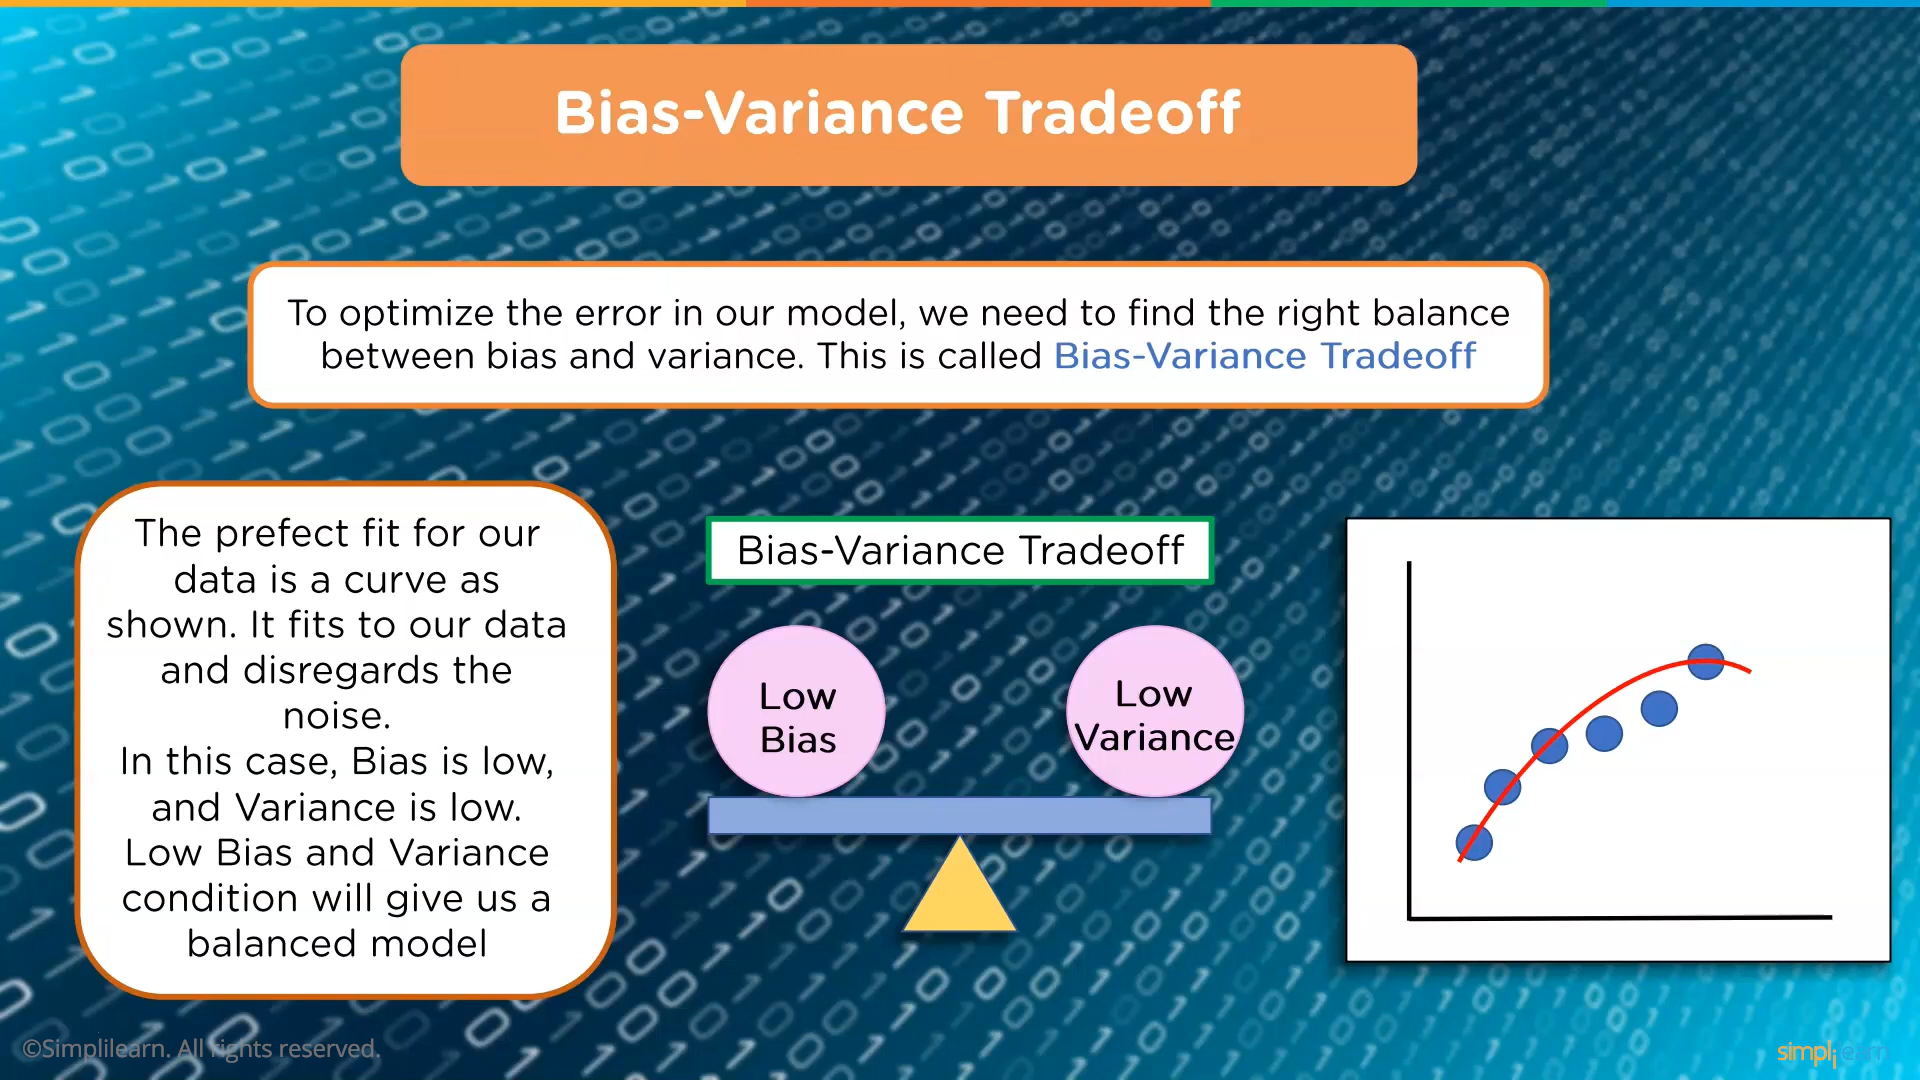 Bias-Variance Tradeoff
To optimize the error in our model, we need to find the right balance
between bias and variance. This is called Bias-Variance Tradeoff
The prefect fit for our
data is a curve as
shown. It fits to our data
and disregards the
noise.
In this case, Bias is low,
and Variance is low.
Low Bias and Variance
condition will give us a
balanced model
Bias-Variance Tradeoff
Low
Bias
Low
Variance
©Simplilearn. All rights reserved.
simplilearn